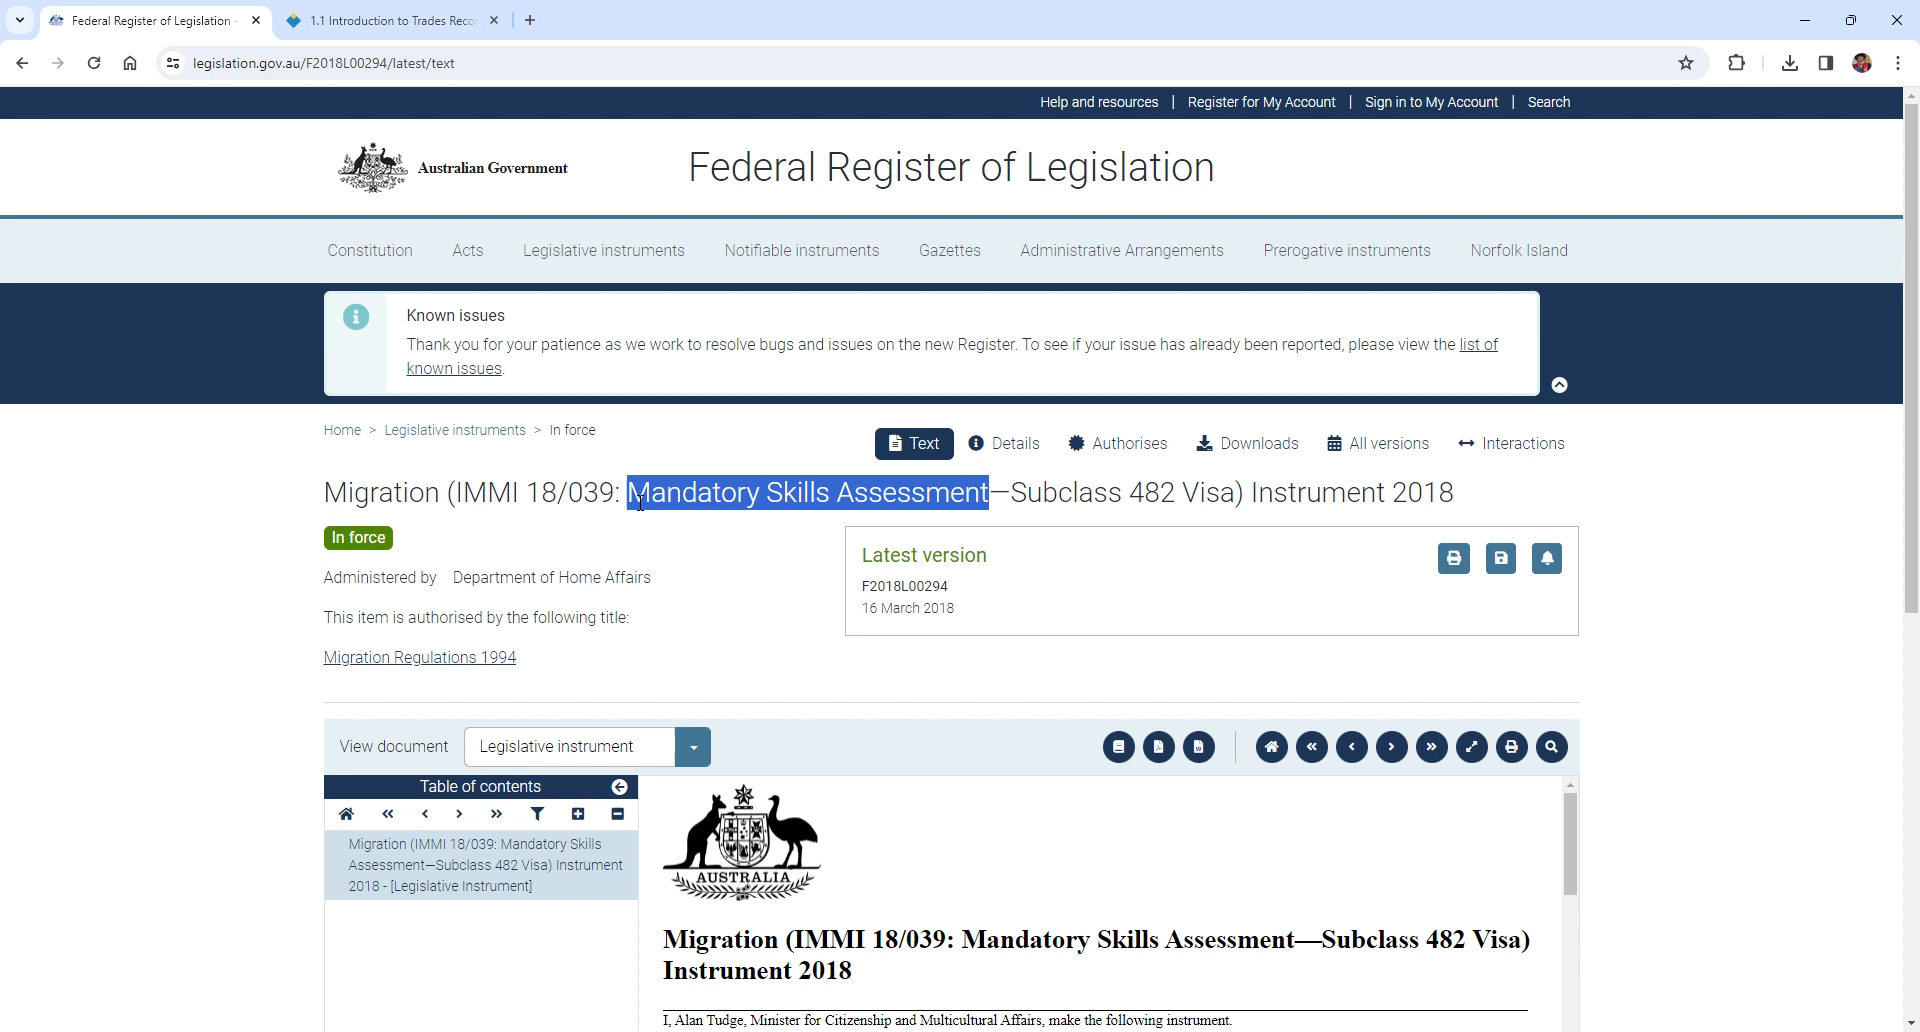 Federal Register of Legislation -
1.1 Introduction to Trades Reco
legislation.gov.au/F2018L00294/latest/text
Help and resources | Register for My Account | Sign in to My Account | Search
Australian Government
Federal Register of Legislation
Constitution Acts Legislative instruments Notifiable instruments Gazettes Administrative Arrangements Prerogative instruments Norfolk Island
Known issues
Thank you for your patience as we work to resolve bugs and issues on the new Register. To see if your issue has already been reported, please view the list of
known issues.
Home > Legislative instruments > In force
Text Details Authorises Downloads All versions Interactions
Migration (IMMI 18/039: Mandatory Skills Assessment—Subclass 482 Visa) Instrument 2018
In force
Administered by Department of Home Affairs
This item is authorised by the following title:
Migration Regulations 1994
Latest version
F2018L00294
16 March 2018
View document Legislative instrument
Table of contents
Migration (IMMI 18/039: Mandatory Skills
Assessment—Subclass 482 Visa) Instrument
2018 - [Legislative Instrument]
AUSTRALIA
Migration (IMMI 18/039: Mandatory Skills Assessment—Subclass 482 Visa)
Instrument 2018
I, Alan Tudge, Minister for Citizenship and Multicultural Affairs, make the following instrument.